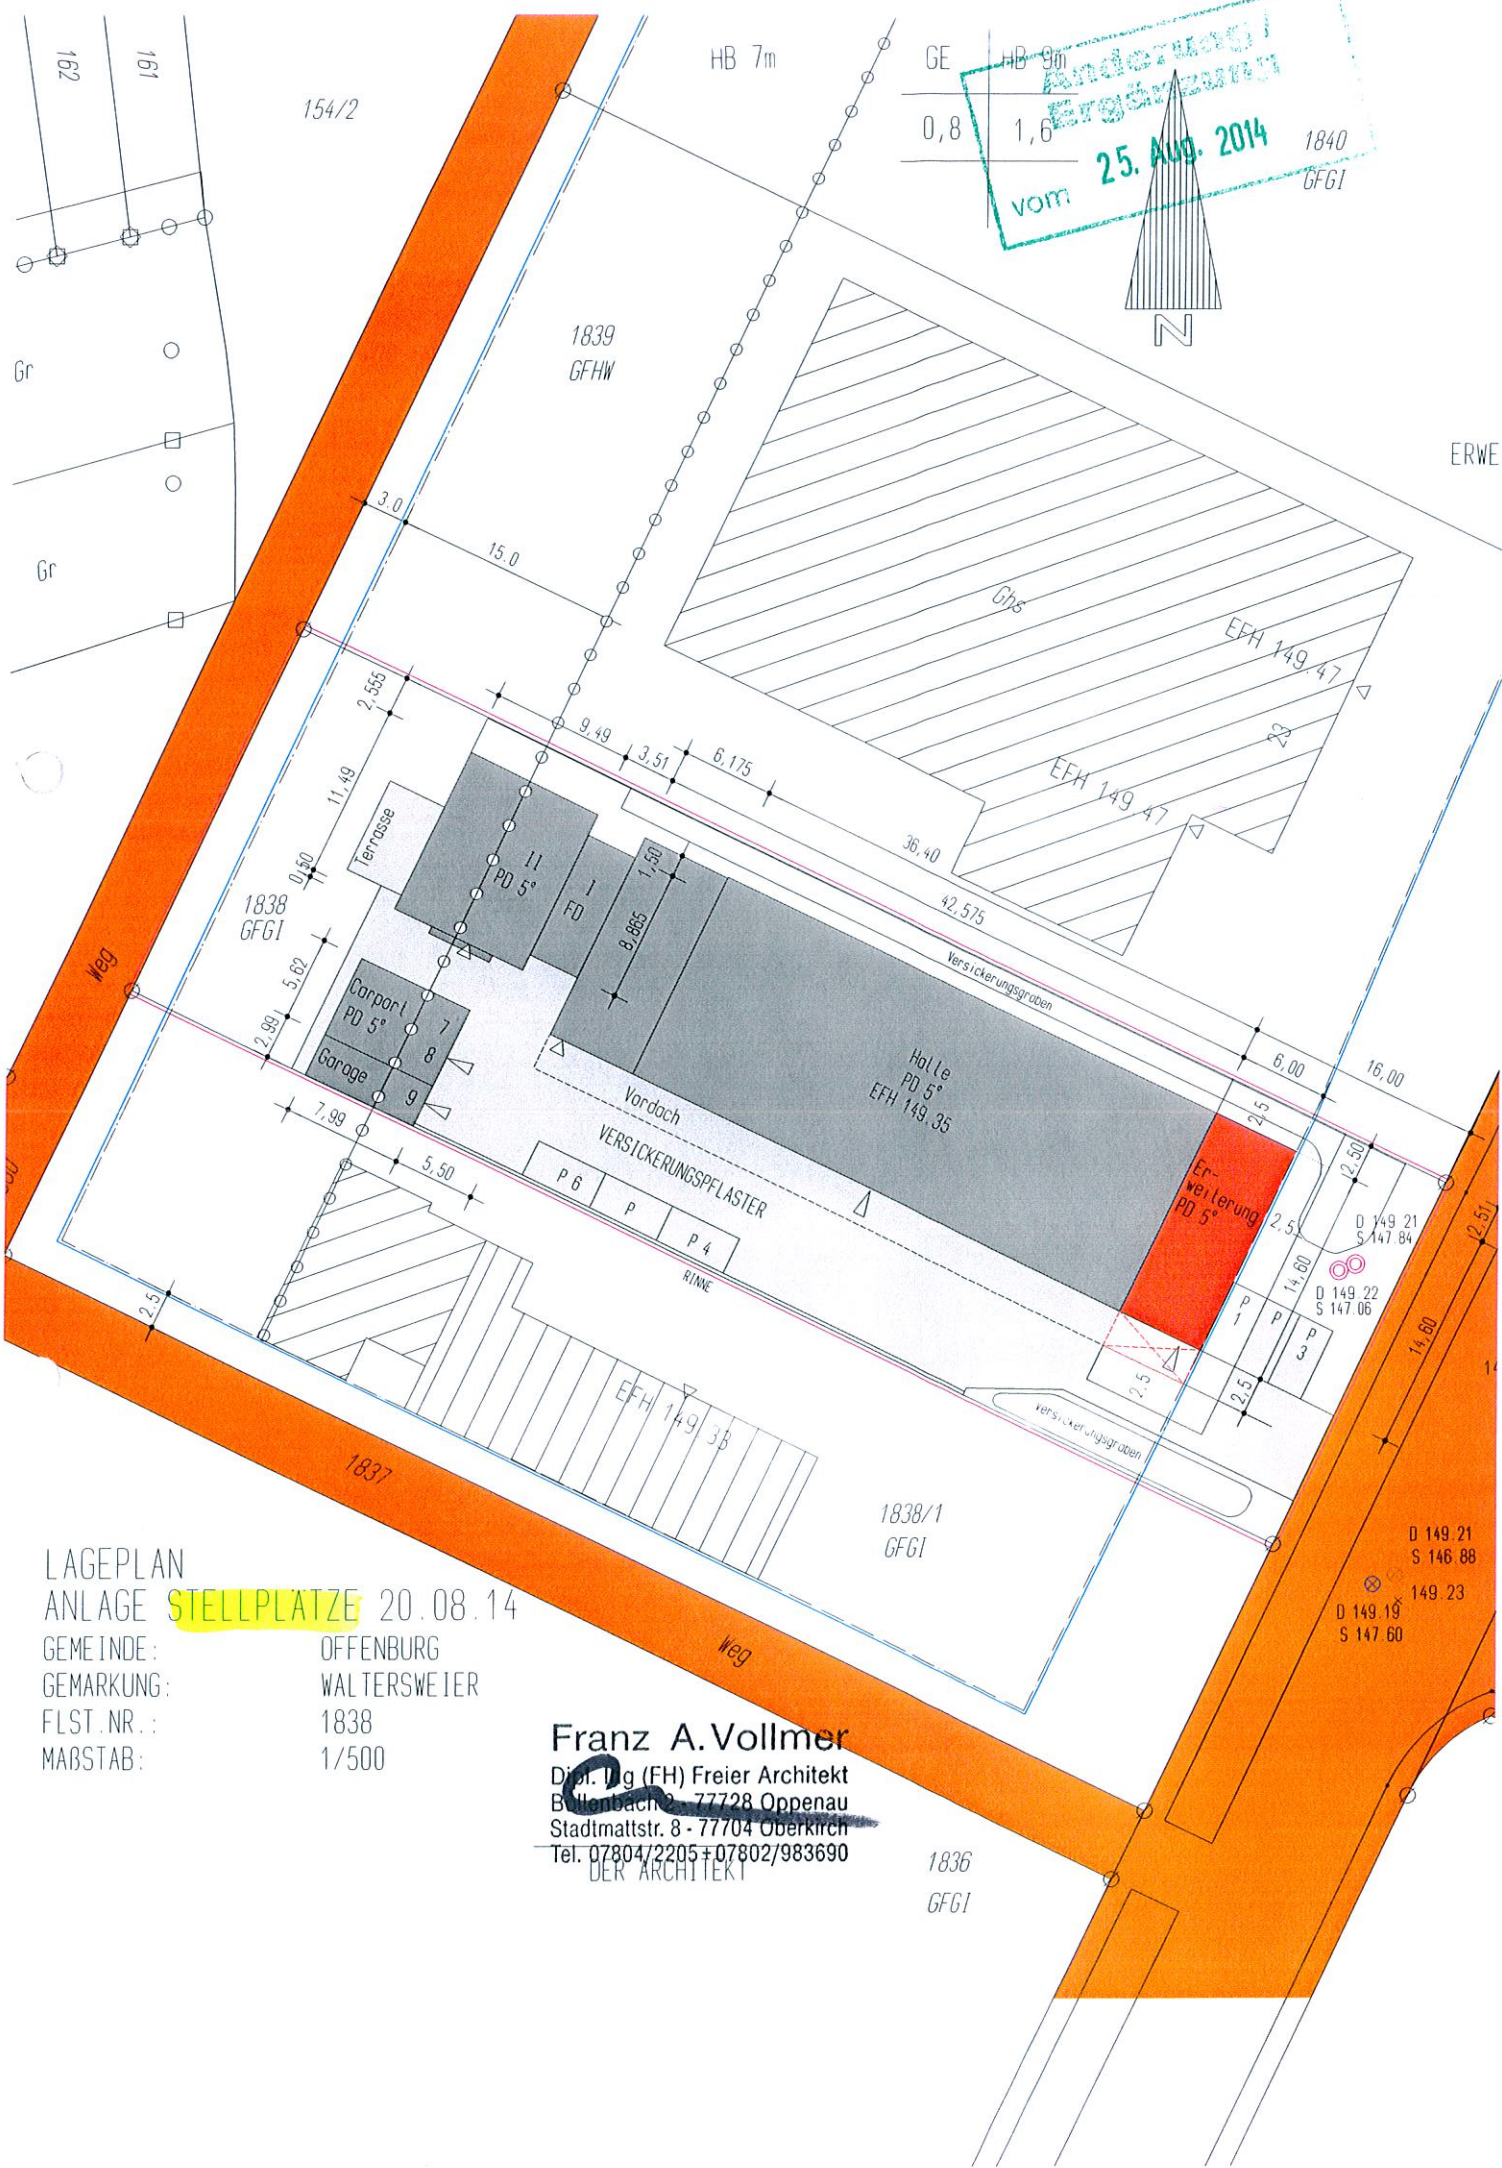 162
161
154/2
HB 7m
GE
HB 9m
0,8
1,6
Änderung/
Ergänzung
vom 25. Aug. 2014
1840
GFGI
N
Gr
Gr
1839
GFHW
ERWE
3.0
15.0
Ghs
EFH 149.47
23
EFH 149.47
2,555
11,49
0,50
9,49
3,51
6,175
36,40
42,575
Terrasse
II
PD 5°
I
FD
1,50
8,865
1838
GFGI
Weg
5,62
2,99
Carport
PD 5°
7
8
Garage
9
7,99
5,50
Versickerungsgraben
Halle
PD 5°
EFH 149.35
6,00
16,00
Vordach
VERSICKERUNGSPFLASTER
P 6
P
P 4
RINNE
2,5
Er-
weiterung
PD 5°
2,5
2,50
14,60
D 149.21
S 147.84
D 149.22
S 147.06
2,51
14,60
P
1
P
P
3
2.5
2,5
Versickerungsgraben
2.5
EFH 149.33
1837
1838/1
GFGI
D 149.21
S 146.88
149.23
D 149.19
S 147.60
Weg
LAGEPLAN
ANLAGE STELLPLÄTZE 20.08.14
GEMEINDE: OFFENBURG
GEMARKUNG: WALTERSWEIER
FLST.NR.: 1838
MAßSTAB: 1/500
Franz A. Vollmer
Dipl. Ing (FH) Freier Architekt
Bollenbach 2 - 77728 Oppenau
Stadtmattstr. 8 - 77704 Oberkirch
Tel. 07804/2205+07802/983690
DER ARCHITEKT
1836
GFGI